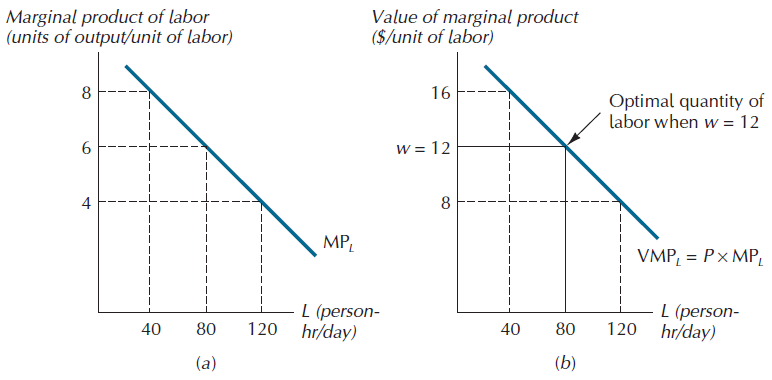 Marginal product of labor
(units of output/unit of labor)
8
6
4
MP_L
40 80 120
L (person-
hr/day)
(a)
Value of marginal product
($/unit of labor)
16
w = 12
8
Optimal quantity of
labor when w = 12
VMP_L = P × MP_L
40 80 120
L (person-
hr/day)
(b)